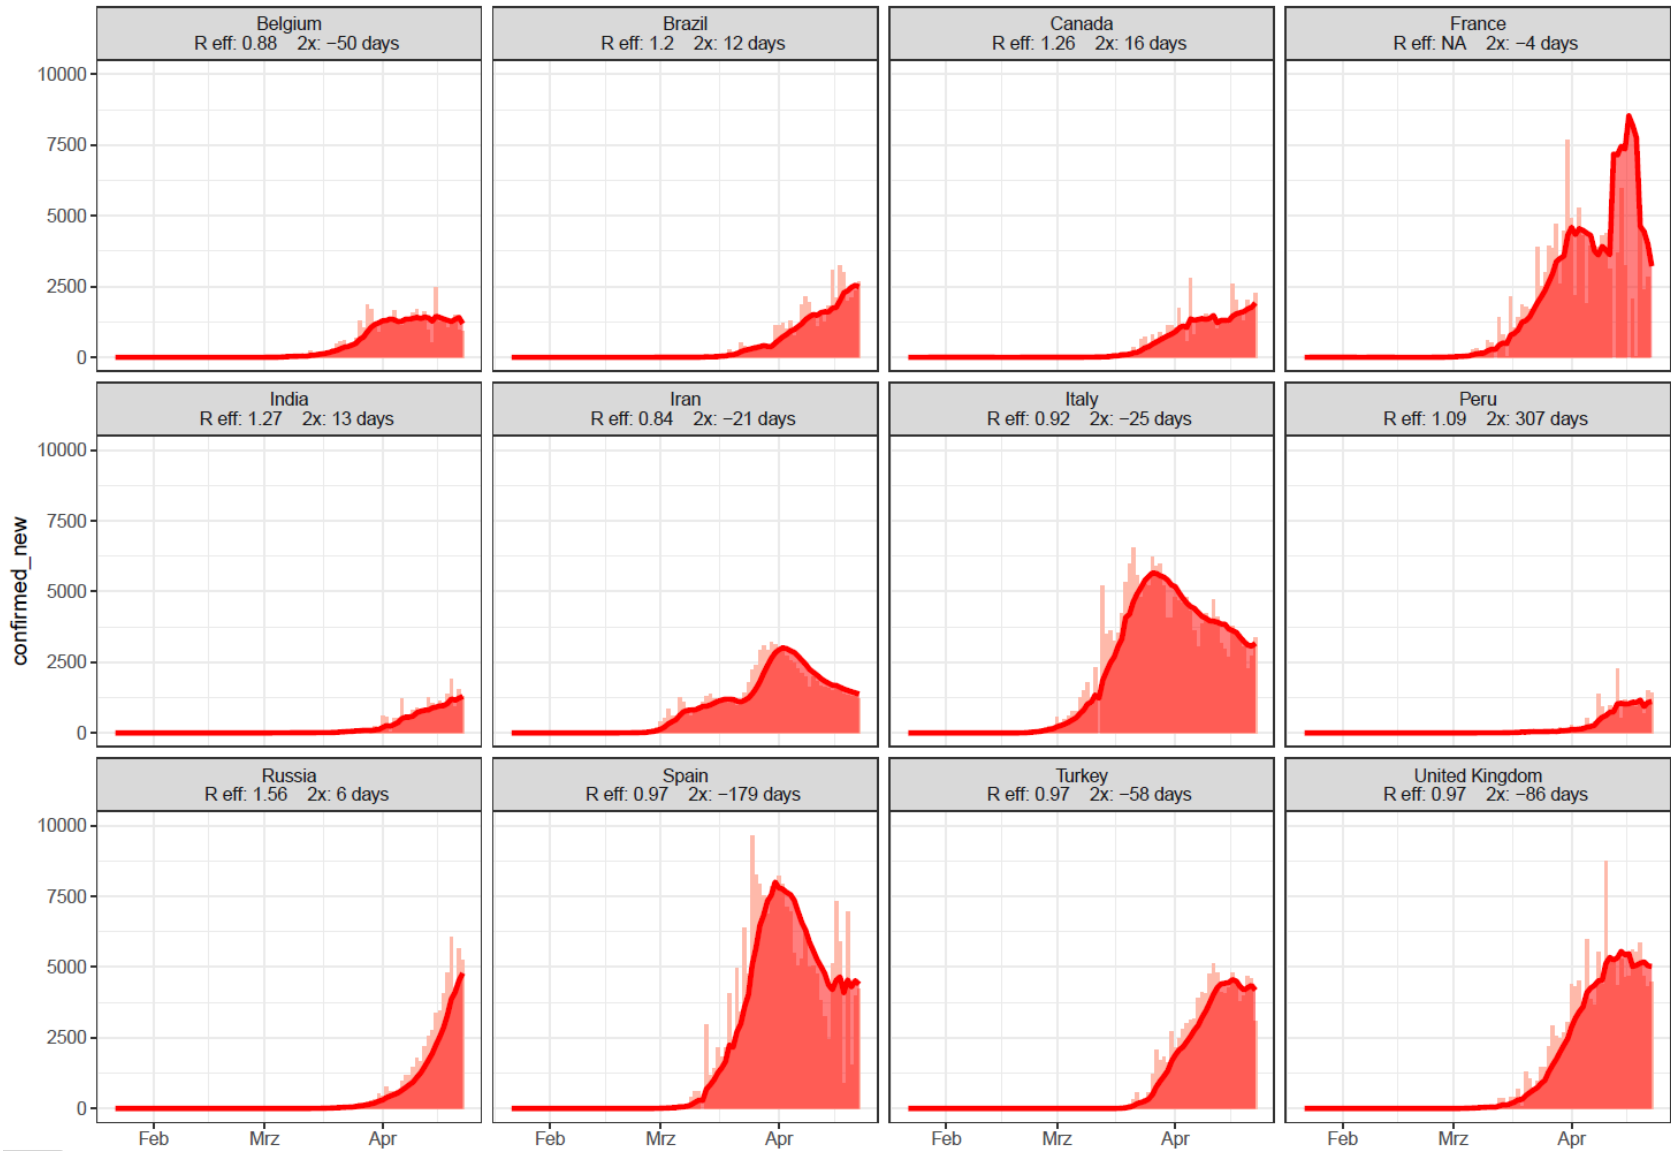 Belgium
R eff: 0.88 2x: −50 days
Brazil
R eff: 1.2 2x: 12 days
Canada
R eff: 1.26 2x: 16 days
France
R eff: NA 2x: −4 days
10000
7500
5000
2500
0
India
R eff: 1.27 2x: 13 days
Iran
R eff: 0.84 2x: −21 days
Italy
R eff: 0.92 2x: −25 days
Peru
R eff: 1.09 2x: 307 days
10000
7500
5000
2500
0
confirmed_new
Russia
R eff: 1.56 2x: 6 days
Spain
R eff: 0.97 2x: −179 days
Turkey
R eff: 0.97 2x: −58 days
United Kingdom
R eff: 0.97 2x: −86 days
10000
7500
5000
2500
0
Feb Mrz Apr Feb Mrz Apr Feb Mrz Apr Feb Mrz Apr